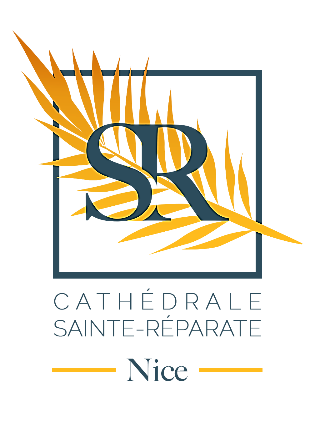 SR
CATHÉDRALE
SAINTE-RÉPARATE
Nice